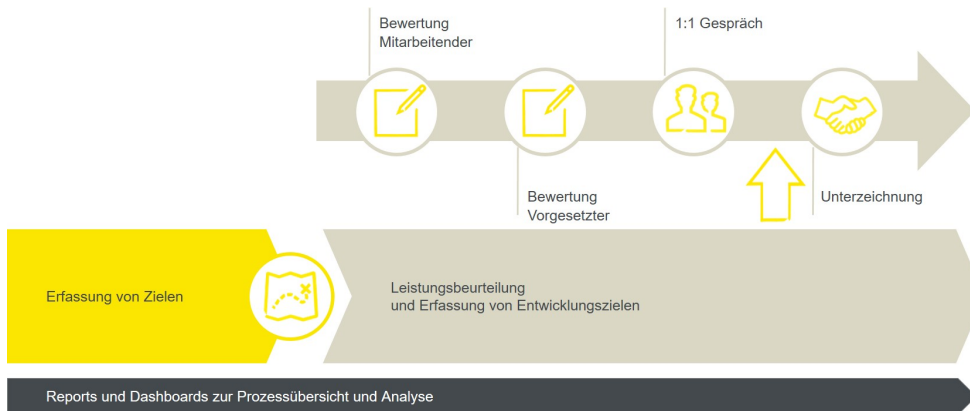 Bewertung
Mitarbeitender
1:1 Gespräch
Bewertung
Vorgesetzter
Unterzeichnung
Erfassung von Zielen
Leistungsbeurteilung
und Erfassung von Entwicklungszielen
Reports und Dashboards zur Prozessübersicht und Analyse